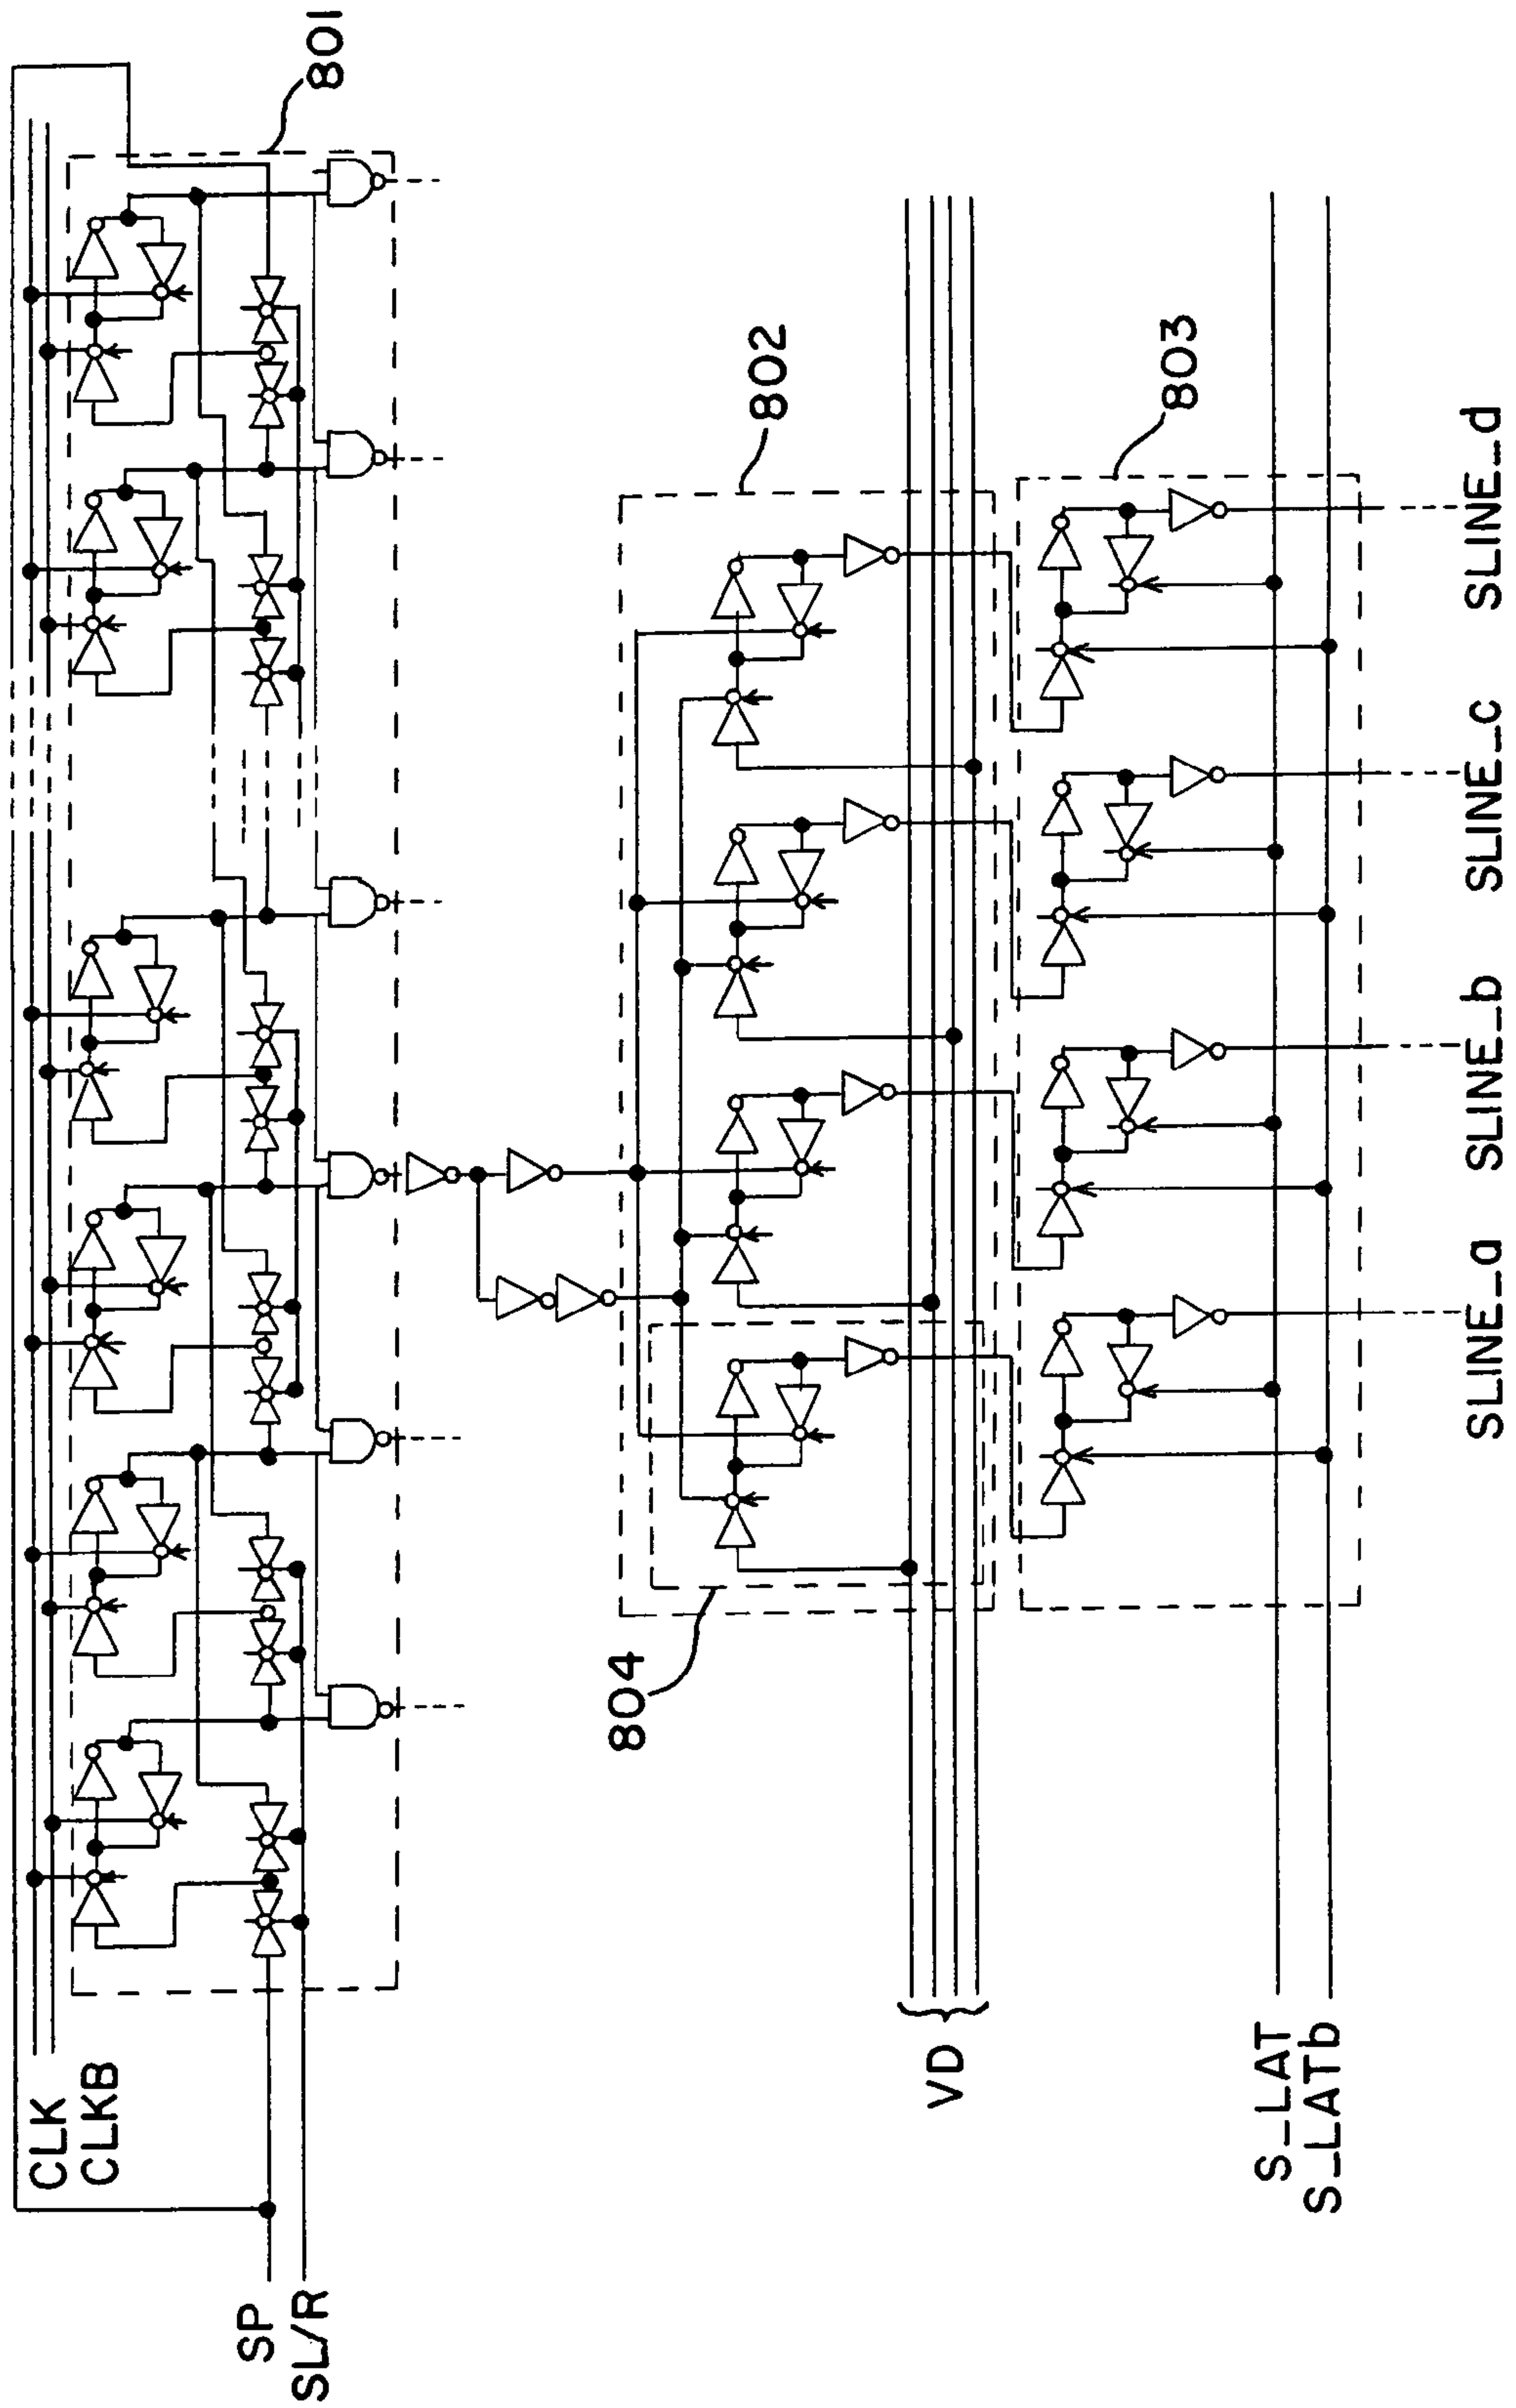 801
CLK
CLKB
SP
SL/R
802
804
VD
803
S_LAT
S_LATb
SLINE_a
SLINE_b
SLINE_c
SLINE_d